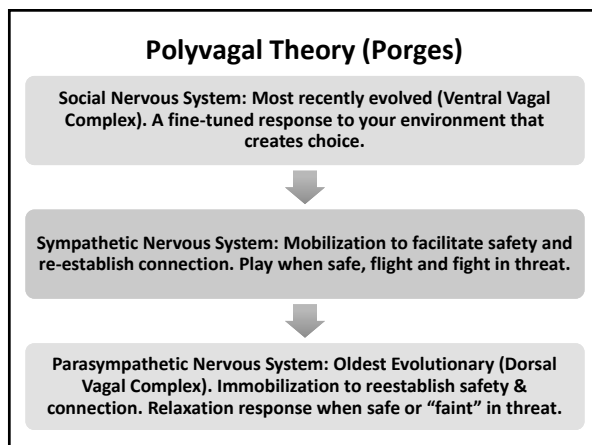 Polyvagal Theory (Porges)
Social Nervous System: Most recently evolved (Ventral Vagal
Complex). A fine-tuned response to your environment that
creates choice.
Sympathetic Nervous System: Mobilization to facilitate safety and
re-establish connection. Play when safe, flight and fight in threat.
Parasympathetic Nervous System: Oldest Evolutionary (Dorsal
Vagal Complex). Immobilization to reestablish safety &
connection. Relaxation response when safe or “faint” in threat.